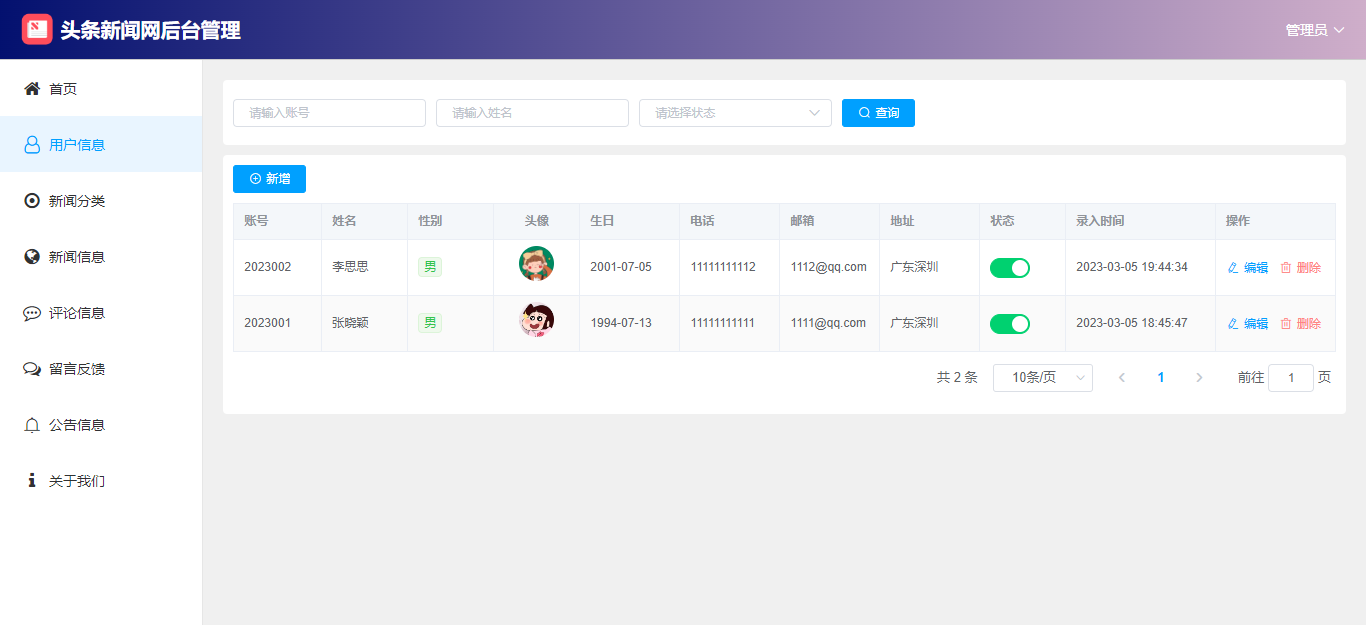 头条新闻网后台管理
管理员
首页
用户信息
新闻分类
新闻信息
评论信息
留言反馈
公告信息
关于我们
请输入账号 请输入姓名 请选择状态 查询
新增
账号 姓名 性别 头像 生日 电话 邮箱 地址 状态 录入时间 操作
2023002 李思思 男 2001-07-05 11111111112 1112@qq.com 广东深圳 2023-03-05 19:44:34 编辑 删除
2023001 张晓颖 男 1994-07-13 11111111111 1111@qq.com 广东深圳 2023-03-05 18:45:47 编辑 删除
共 2 条 10条/页 1 前往 1 页